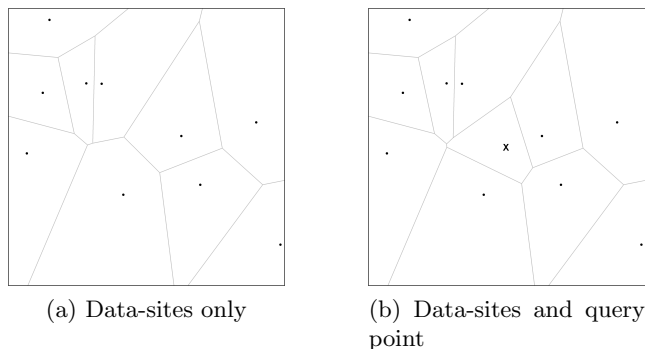 x
(a) Data-sites only
(b) Data-sites and query
point